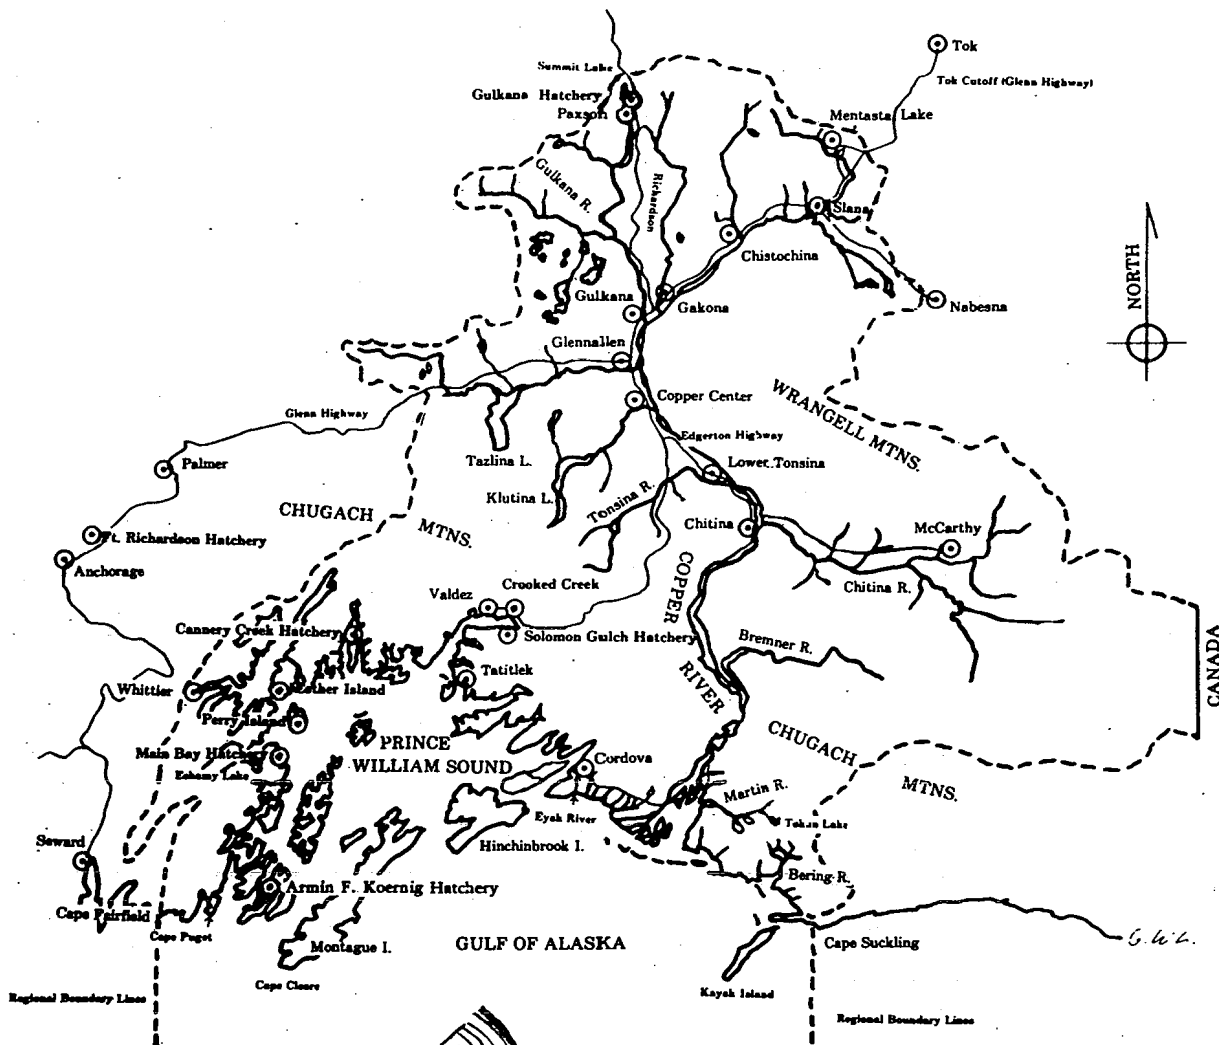 Tok
Summit Lake
Tok Cutoff (Glenn Highway)
Gulkana Hatchery
Paxson
Mentasta Lake
Gulkana R.
Richardson
Slana
Chistochina
NORTH
Gulkana
Gakona
Nabesna
Glennallen
WRANGELL MTNS.
Copper Center
Glenn Highway
Edgerton Highway
Palmer
Tazlina L.
Lower Tonsina
Klutina L.
Tonsina R.
CHUGACH
MTNS.
Chitina
McCarthy
Ft. Richardson Hatchery
Anchorage
COPPER
RIVER
Chitina R.
Valdez
Crooked Creek
Cannery Creek Hatchery
Solomon Gulch Hatchery
Bremner R.
CANADA
Tatitlek
Whittier
Esther Island
Perry Island
PRINCE
WILLIAM SOUND
Main Bay Hatchery
Eshamy Lake
Cordova
CHUGACH
MTNS.
Martin R.
Eyak River
Tokun Lake
Seward
Hinchinbrook I.
Bering R.
Armin F. Koernig Hatchery
Cape Fairfield
Cape Puget
Montague I.
GULF OF ALASKA
Cape Suckling
G.W.L.
Cape Cleare
Kayak Island
Regional Boundary Lines
Regional Boundary Lines